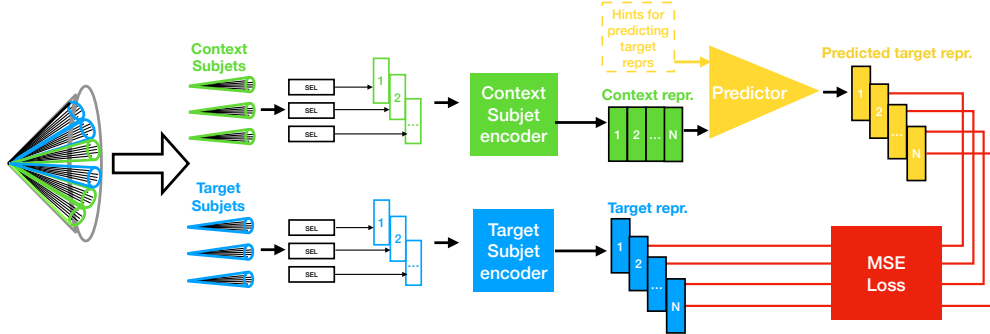 Hints for
predicting
target
reprs
Context
Subjets
SEL
SEL
SEL
1
2
...
Context
Subjet
encoder
Context repr.
1 2 ... N
Predictor
Predicted target repr.
1
2
...
N
Target
Subjets
SEL
SEL
SEL
1
2
...
Target
Subjet
encoder
Target repr.
1
2
...
N
MSE
Loss